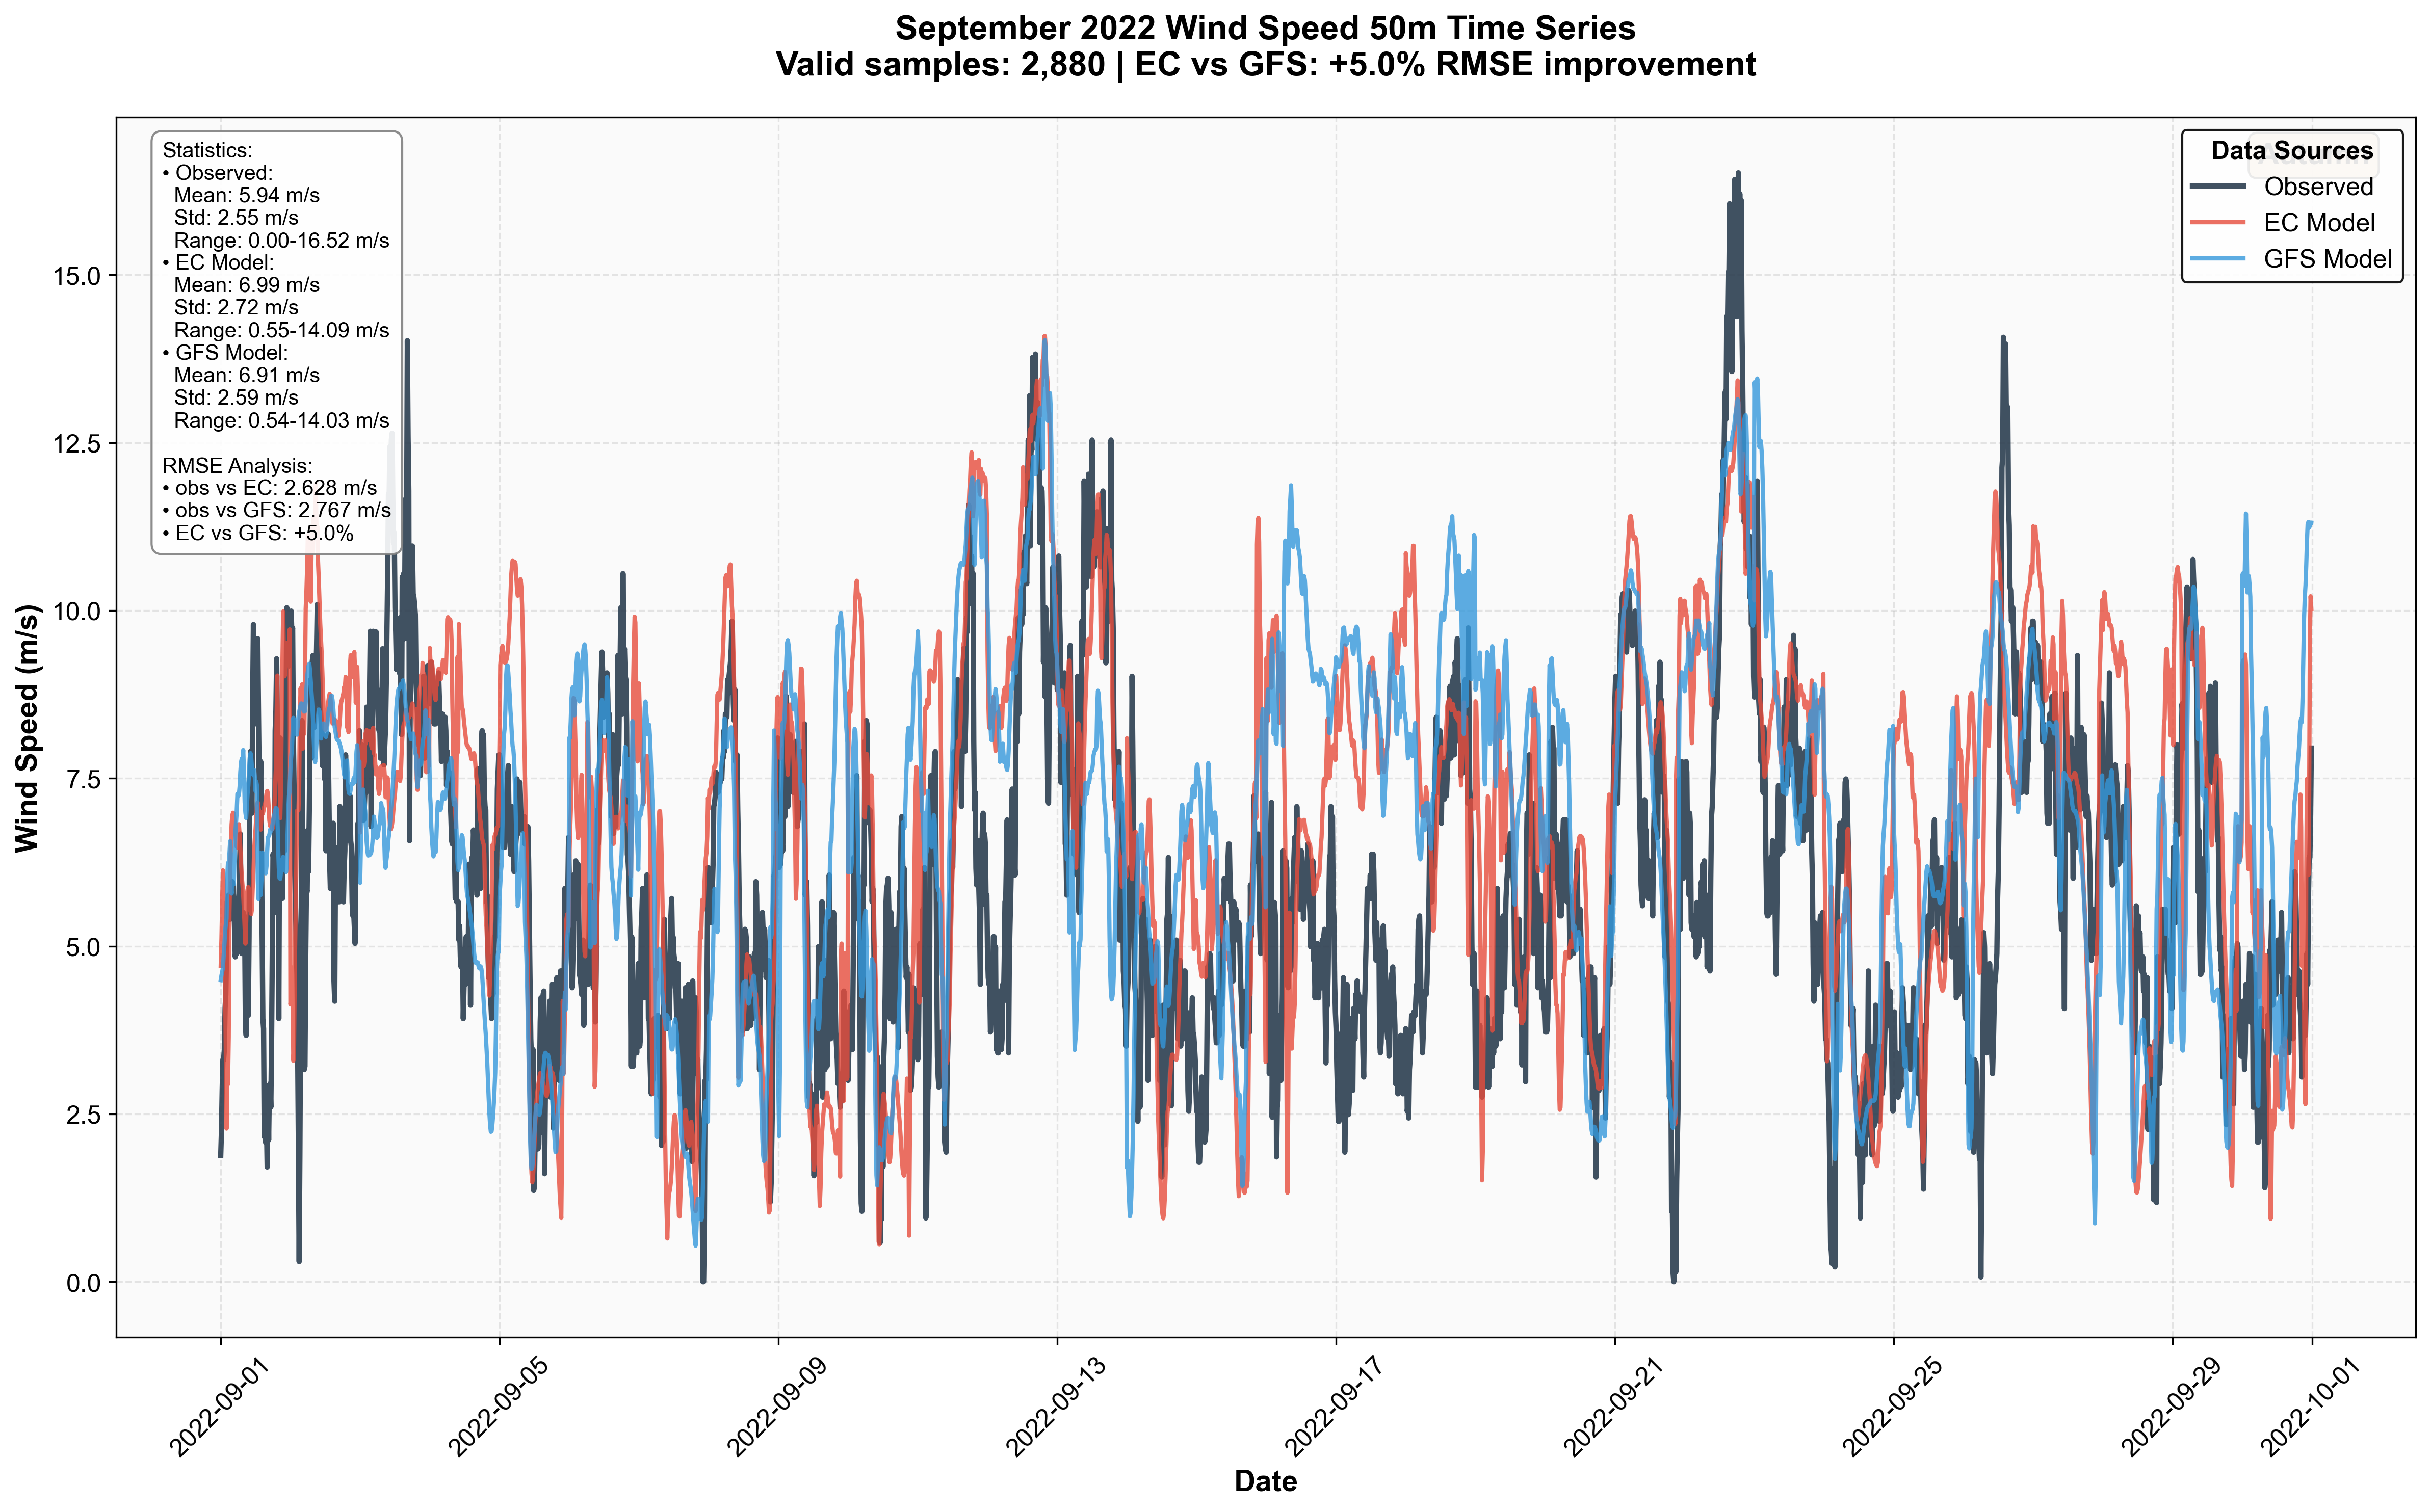 September 2022 Wind Speed 50m Time Series
Valid samples: 2,880 | EC vs GFS: +5.0% RMSE improvement
Statistics:
• Observed:
Mean: 5.94 m/s
Std: 2.55 m/s
Range: 0.00-16.52 m/s
• EC Model:
Mean: 6.99 m/s
Std: 2.72 m/s
Range: 0.55-14.09 m/s
• GFS Model:
Mean: 6.91 m/s
Std: 2.59 m/s
Range: 0.54-14.03 m/s
RMSE Analysis:
• obs vs EC: 2.628 m/s
• obs vs GFS: 2.767 m/s
• EC vs GFS: +5.0%
Data Sources
Observed
EC Model
GFS Model
Wind Speed (m/s)
15.0
12.5
10.0
7.5
5.0
2.5
0.0
2022-09-01
2022-09-05
2022-09-09
2022-09-13
2022-09-17
2022-09-21
2022-09-25
2022-09-29
2022-10-01
Date